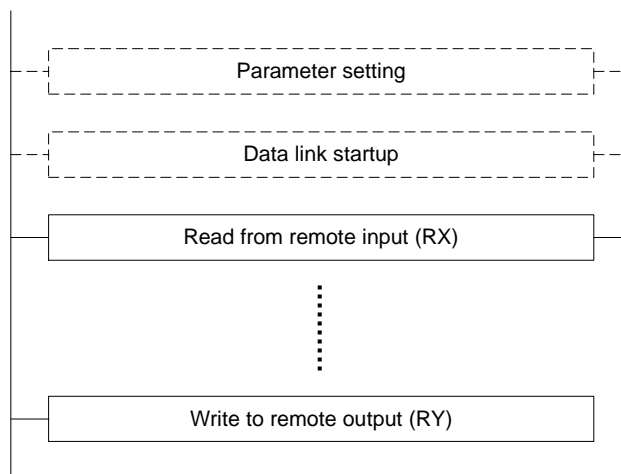 Parameter setting
Data link startup
Read from remote input (RX)
Write to remote output (RY)